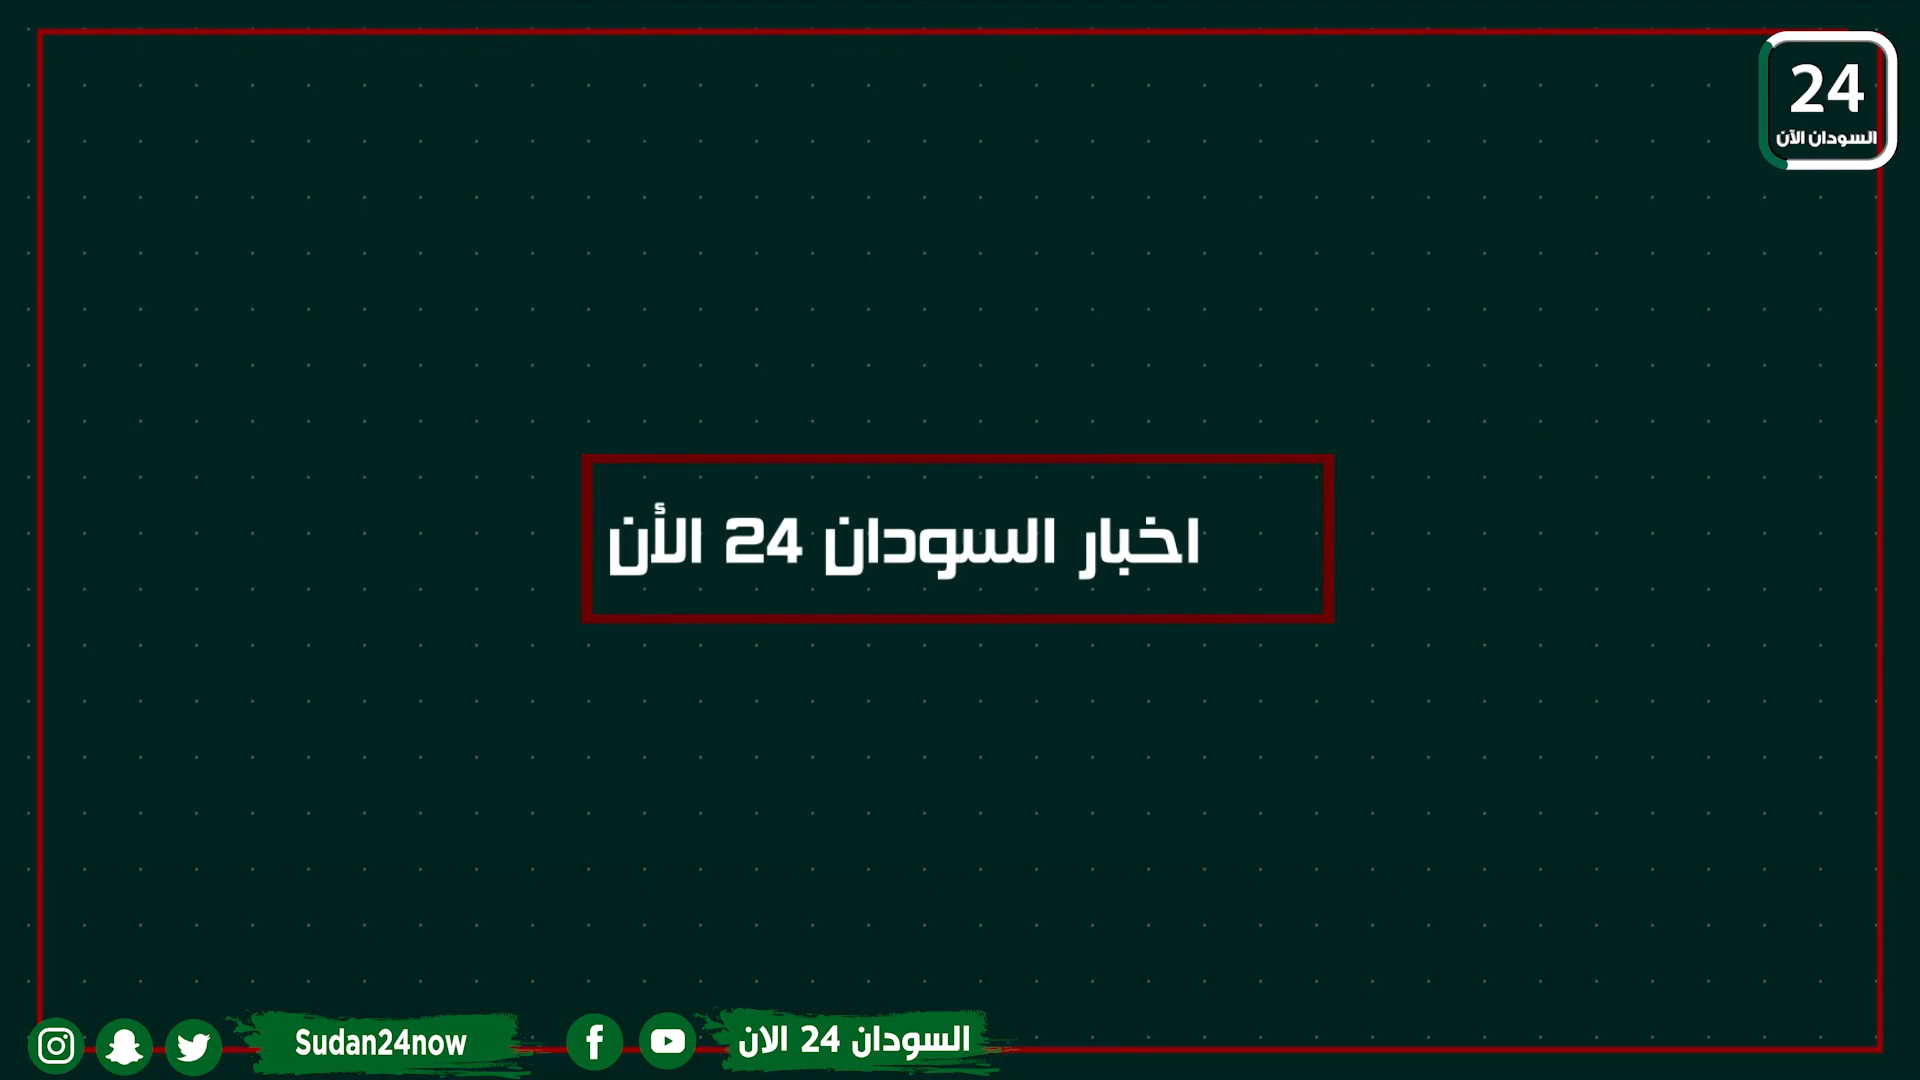 24
السودان الآن
اخبار السودان 24 الأن
Sudan24now
السودان 24 الان